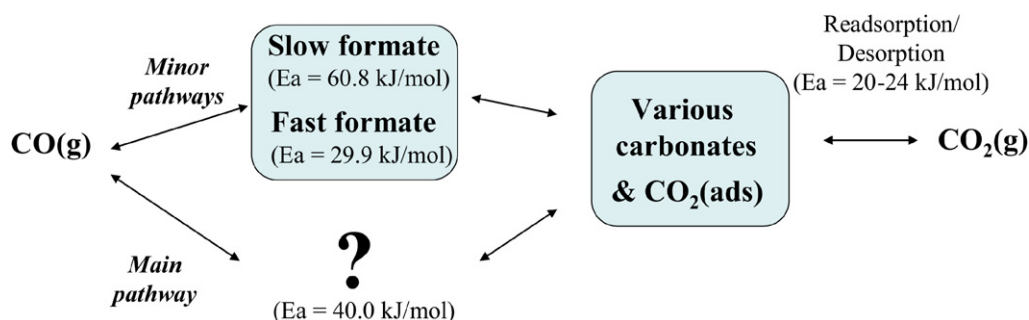 Readsorption/
Desorption
(Ea = 20-24 kJ/mol)
Slow formate
(Ea = 60.8 kJ/mol)
Fast formate
(Ea = 29.9 kJ/mol)
Minor
pathways
CO(g)
Various
carbonates
& CO₂(ads)
CO₂(g)
Main
pathway
?
(Ea = 40.0 kJ/mol)